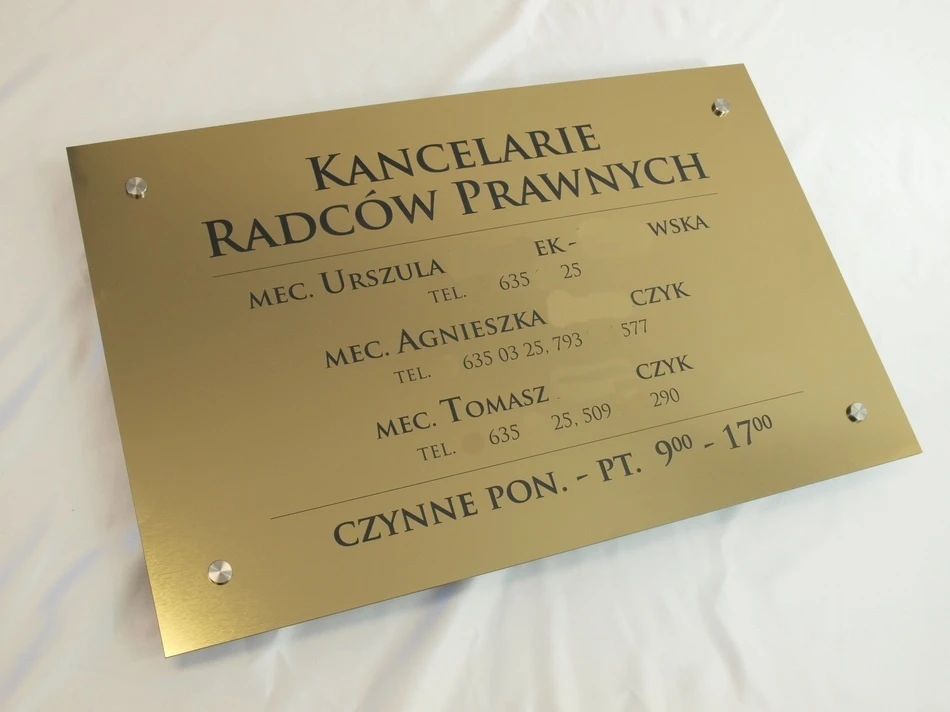 KANCELARIE
RADCÓW PRAWNYCH
MEC. URSZULA EK - WSKA
TEL. 635 25
MEC. AGNIESZKA CZYK
TEL. 635 03 25, 793 577
MEC. TOMASZ CZYK
TEL. 635 25, 509 290
CZYNNE PON. - PT. 9⁰⁰ - 17⁰⁰